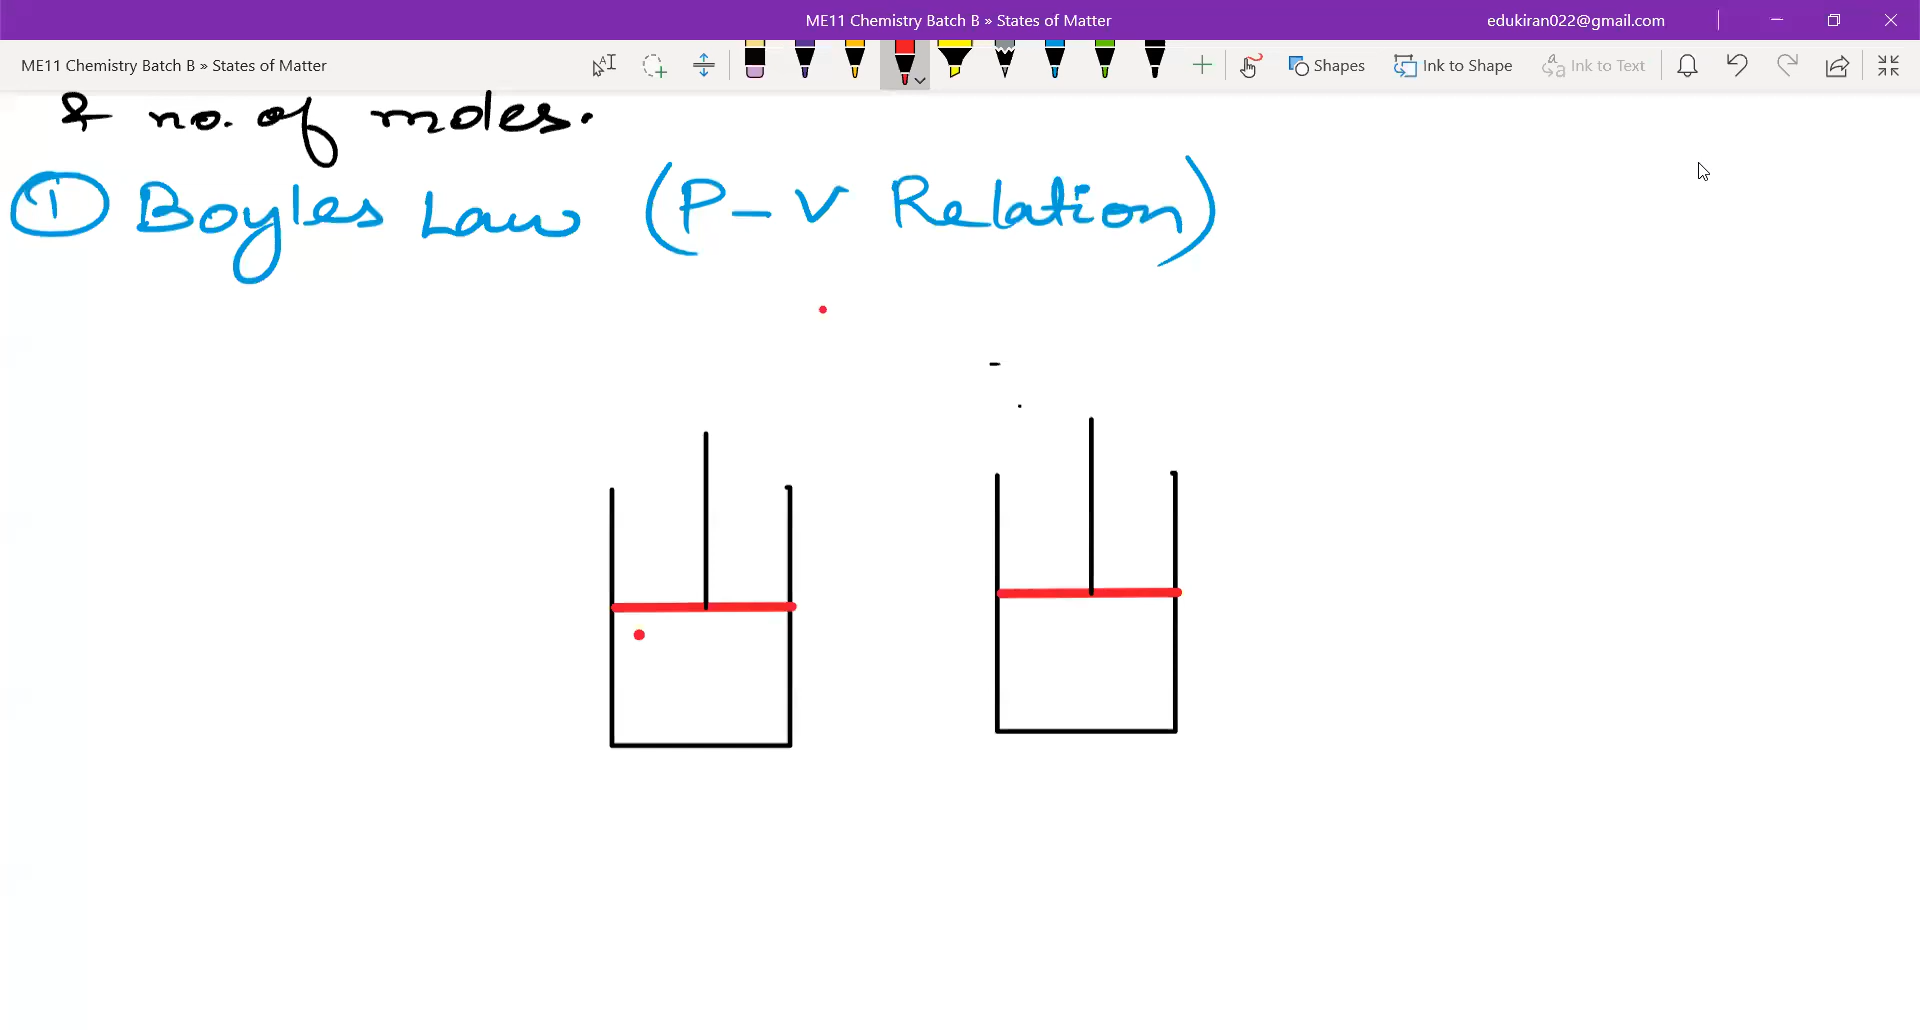 ME11 Chemistry Batch B » States of Matter
edukiran022@gmail.com
ME11 Chemistry Batch B » States of Matter
Shapes
Ink to Shape
Ink to Text
& no. of moles.
① Boyles Law (P - V Relation)